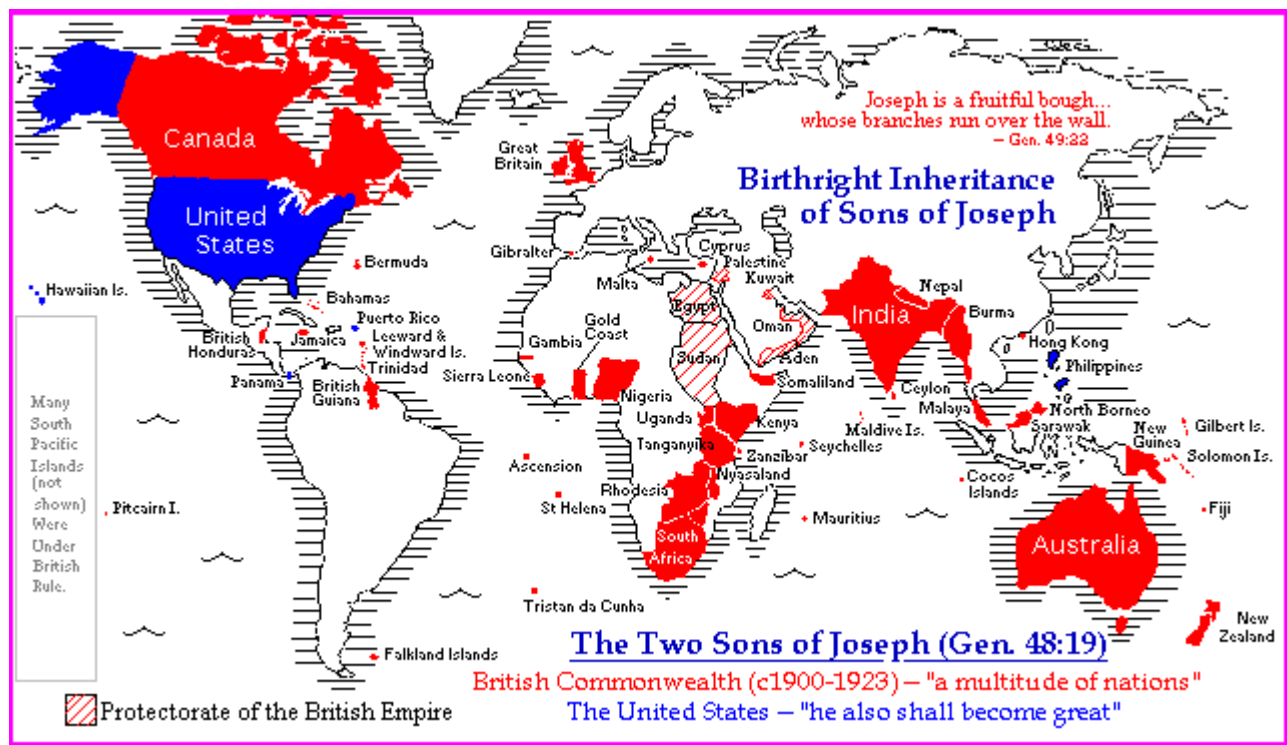 Joseph is a fruitful bough...
whose branches run over the wall.
– Gen. 49:22
Birthright Inheritance
of Sons of Joseph
Canada
United
States
Great
Britain
Hawaiian Is.
Bermuda
Bahamas
Puerto Rico
British
Honduras
Jamaica
Leeward &
Windward Is.
Trinidad
Panama
British
Guiana
Gibralter
Malta
Cyprus
Palestine
Kuwait
Egypt
Oman
Aden
Sudan
Gold
Coast
Gambia
Sierra Leone
Nigeria
Somaliland
Uganda
Kenya
Tanganyika
Zanzibar
Nyasaland
Rhodesia
South
Africa
Ascension
St Helena
Tristan da Cunha
Seychelles
Maldive Is.
Mauritius
India
Nepal
Burma
Hong Kong
Philippines
Ceylon
Malaya
North Borneo
Sarawak
New
Guinea
Gilbert Is.
Solomon Is.
Cocos
Islands
Fiji
Australia
New
Zealand
Many
South
Pacific
Islands
(not
shown)
Were
Under
British
Rule.
Pitcairn I.
Falkland Islands
The Two Sons of Joseph (Gen. 48:19)
British Commonwealth (c1900-1923) – "a multitude of nations"
The United States – "he also shall become great"
Protectorate of the British Empire